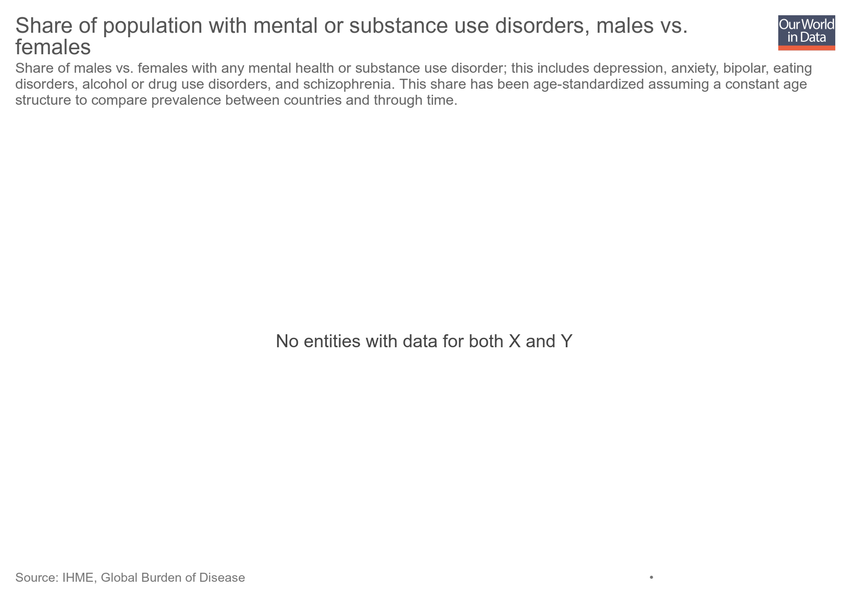 Share of population with mental or substance use disorders, males vs.
females
Our World
in Data
Share of males vs. females with any mental health or substance use disorder; this includes depression, anxiety, bipolar, eating
disorders, alcohol or drug use disorders, and schizophrenia. This share has been age-standardized assuming a constant age
structure to compare prevalence between countries and through time.
No entities with data for both X and Y
Source: IHME, Global Burden of Disease
•